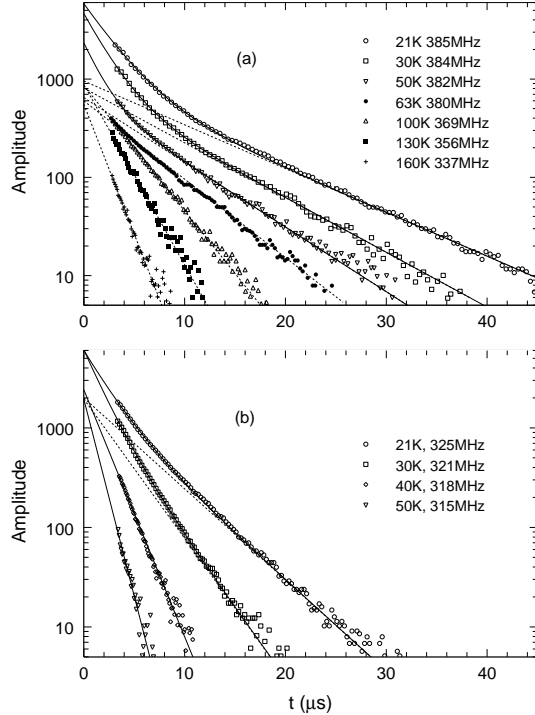 (a)
21K 385MHz
30K 384MHz
50K 382MHz
63K 380MHz
100K 369MHz
130K 356MHz
160K 337MHz
1000
100
10
Amplitude
0
10
20
30
40
(b)
21K, 325MHz
30K, 321MHz
40K, 318MHz
50K, 315MHz
1000
100
10
Amplitude
0
10
20
30
40
t (μs)